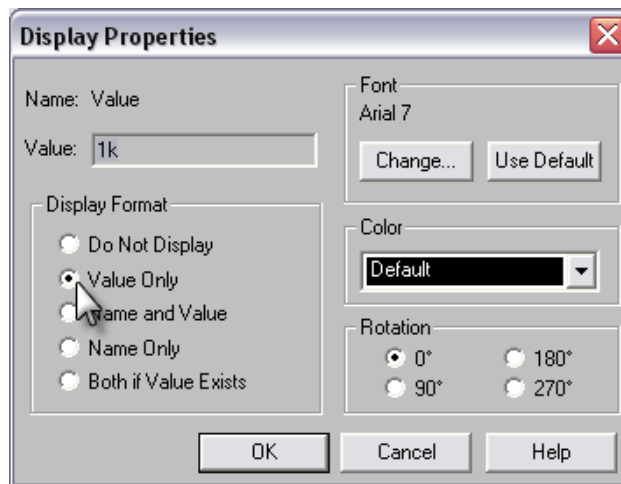 Display Properties
Name: Value
Value: 1k
Display Format
Do Not Display
Value Only
Name and Value
Name Only
Both if Value Exists
Font
Arial 7
Change...
Use Default
Color
Default
Rotation
0° 180°
90° 270°
OK Cancel Help